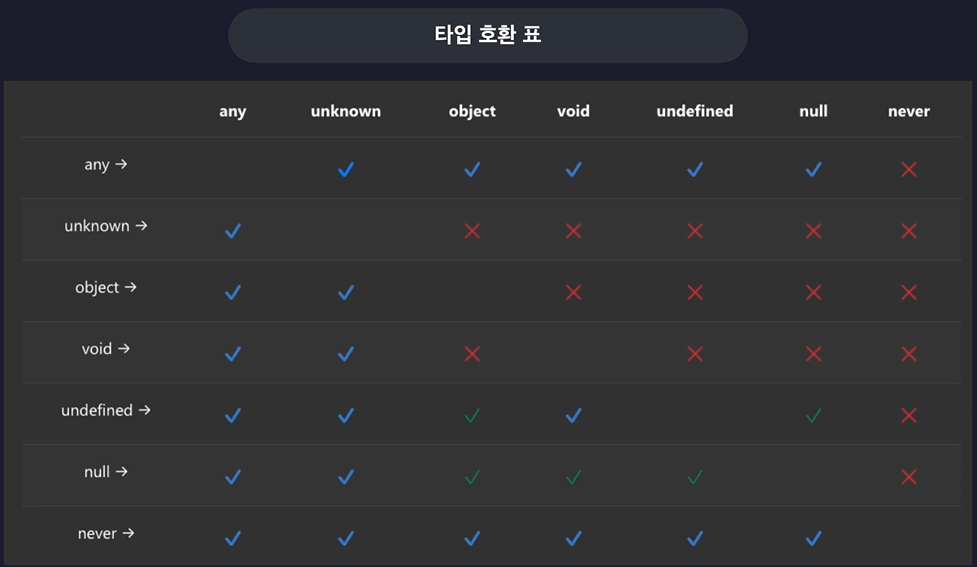 타입 호환 표
any unknown object void undefined null never
any → ✓ ✓ ✓ ✓ ✓ ✕
unknown → ✓ ✕ ✕ ✕ ✕ ✕
object → ✓ ✓ ✕ ✕ ✕ ✕
void → ✓ ✓ ✕ ✕ ✕ ✕
undefined → ✓ ✓ ✓ ✓ ✓ ✕
null → ✓ ✓ ✓ ✓ ✓ ✕
never → ✓ ✓ ✓ ✓ ✓ ✓